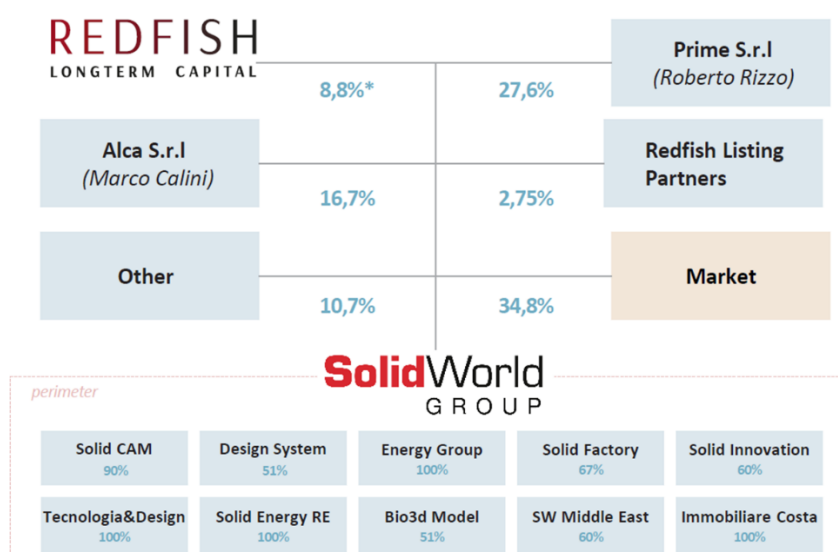 REDFISH
LONGTERM CAPITAL
8,8%*
27,6%
Prime S.r.l
(Roberto Rizzo)
Alca S.r.l
(Marco Calini)
16,7%
2,75%
Redfish Listing
Partners
Other
10,7%
34,8%
Market
SolidWorld
GROUP
perimeter
Solid CAM
90%
Design System
51%
Energy Group
100%
Solid Factory
67%
Solid Innovation
60%
Tecnologia&Design
100%
Solid Energy RE
100%
Bio3d Model
51%
SW Middle East
60%
Immobiliare Costa
100%